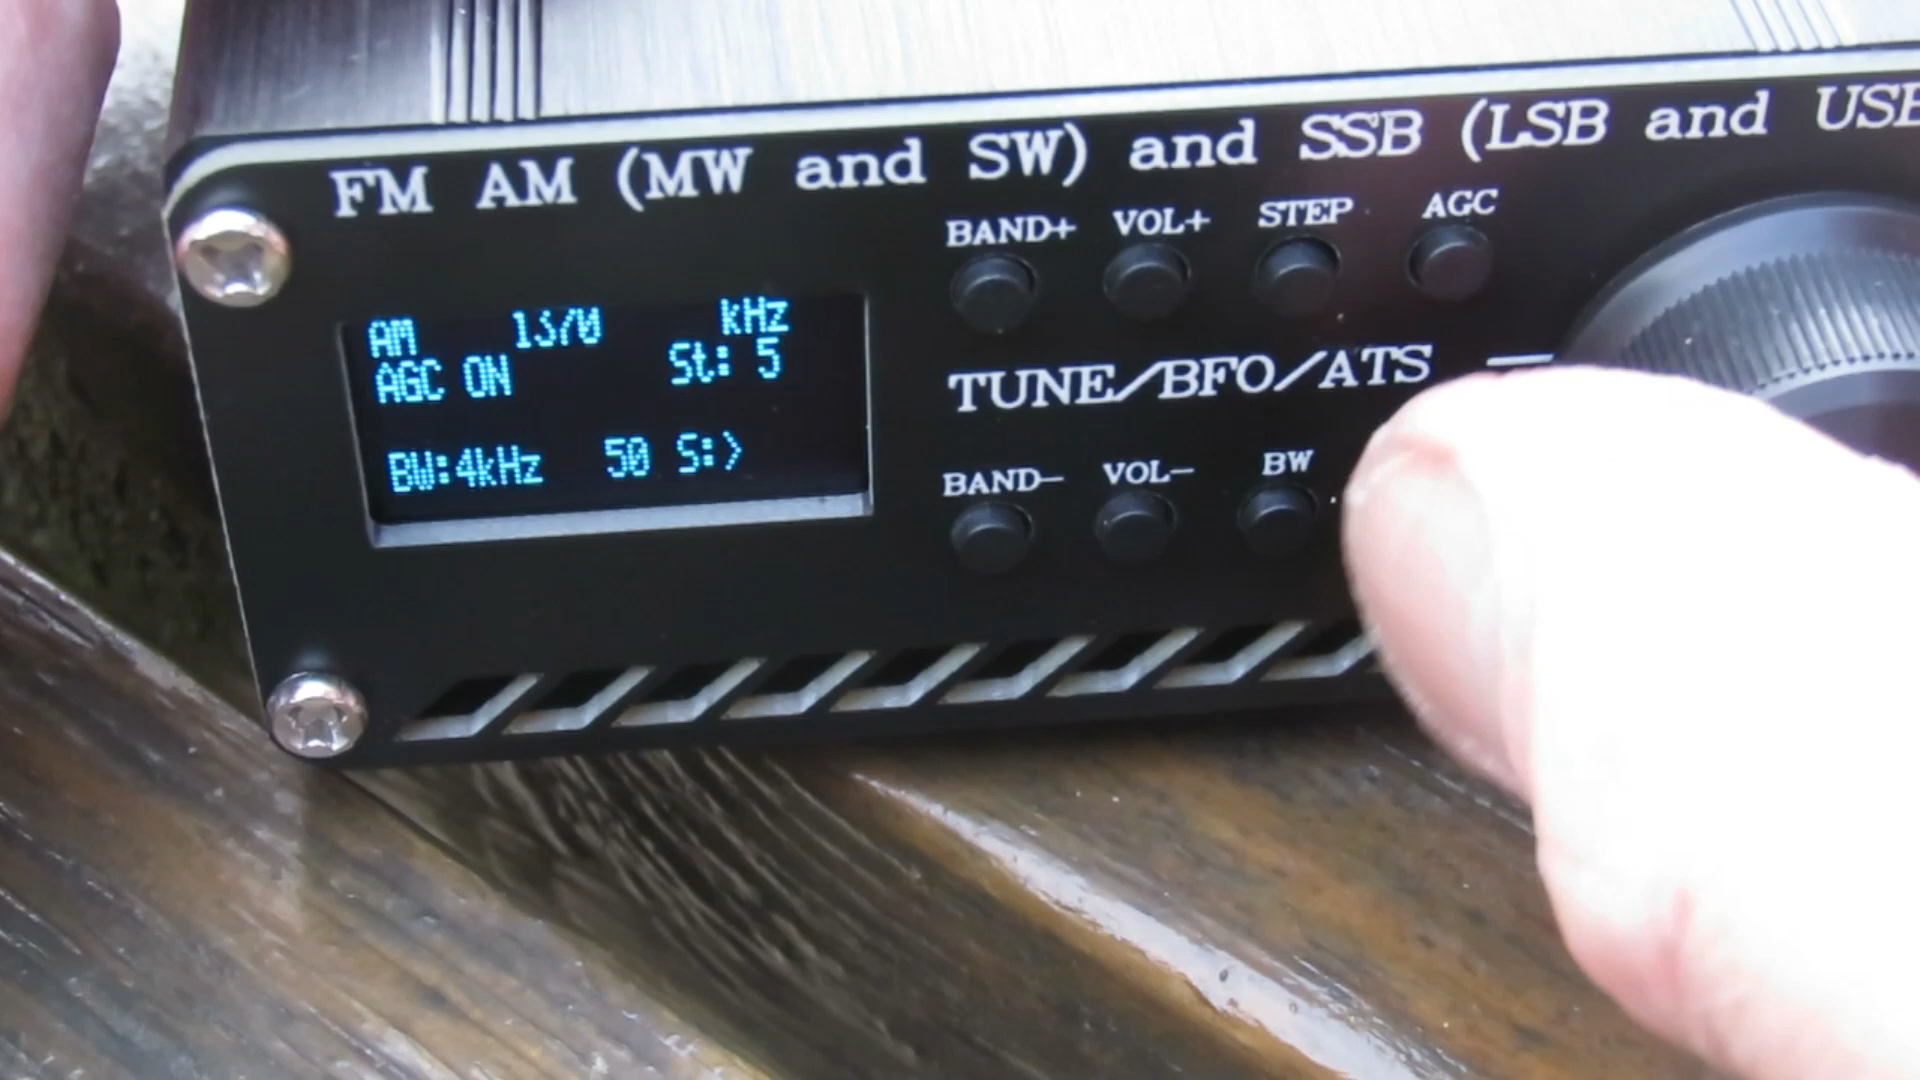 FM AM (MW and SW) and SSB (LSB and USB
BAND+ VOL+ STEP AGC
AM kHz
AGC ON St: 5
TUNE/BFO/ATS
BW:4kHz 50 S:>
BAND- VOL- BW